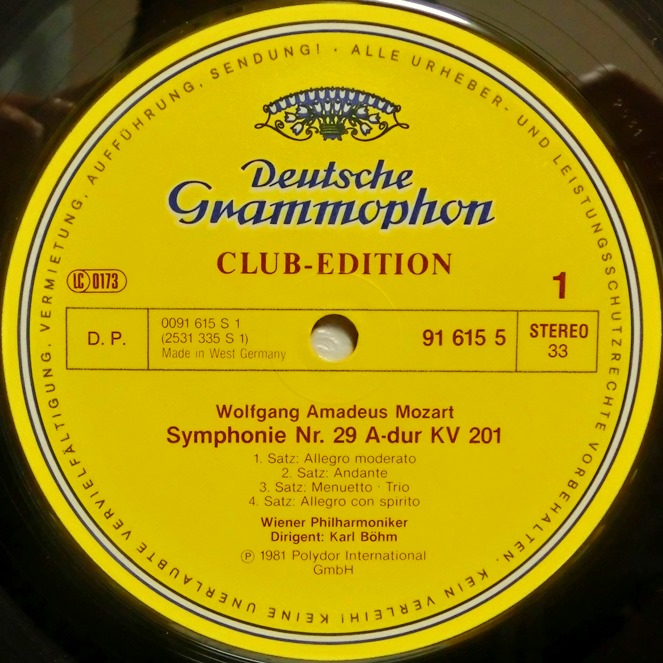 ALLE URHEBER- UND LEISTUNGSSCHUTZRECHTE VORBEHALTEN. KEIN VERLEIH! KEINE UNERLAUBTE VERVIELFÄLTIGUNG, VERMIETUNG, AUFFÜHRUNG, SENDUNG! ·
Deutsche
Grammophon
CLUB-EDITION
LC 0173
1
D. P.
0091 615 S 1
(2531 335 S 1)
Made in West Germany
91 615 5
STEREO
33
Wolfgang Amadeus Mozart
Symphonie Nr. 29 A-dur KV 201
1. Satz: Allegro moderato
2. Satz: Andante
3. Satz: Menuetto · Trio
4. Satz: Allegro con spirito
Wiener Philharmoniker
Dirigent: Karl Böhm
Ⓟ 1981 Polydor International
GmbH